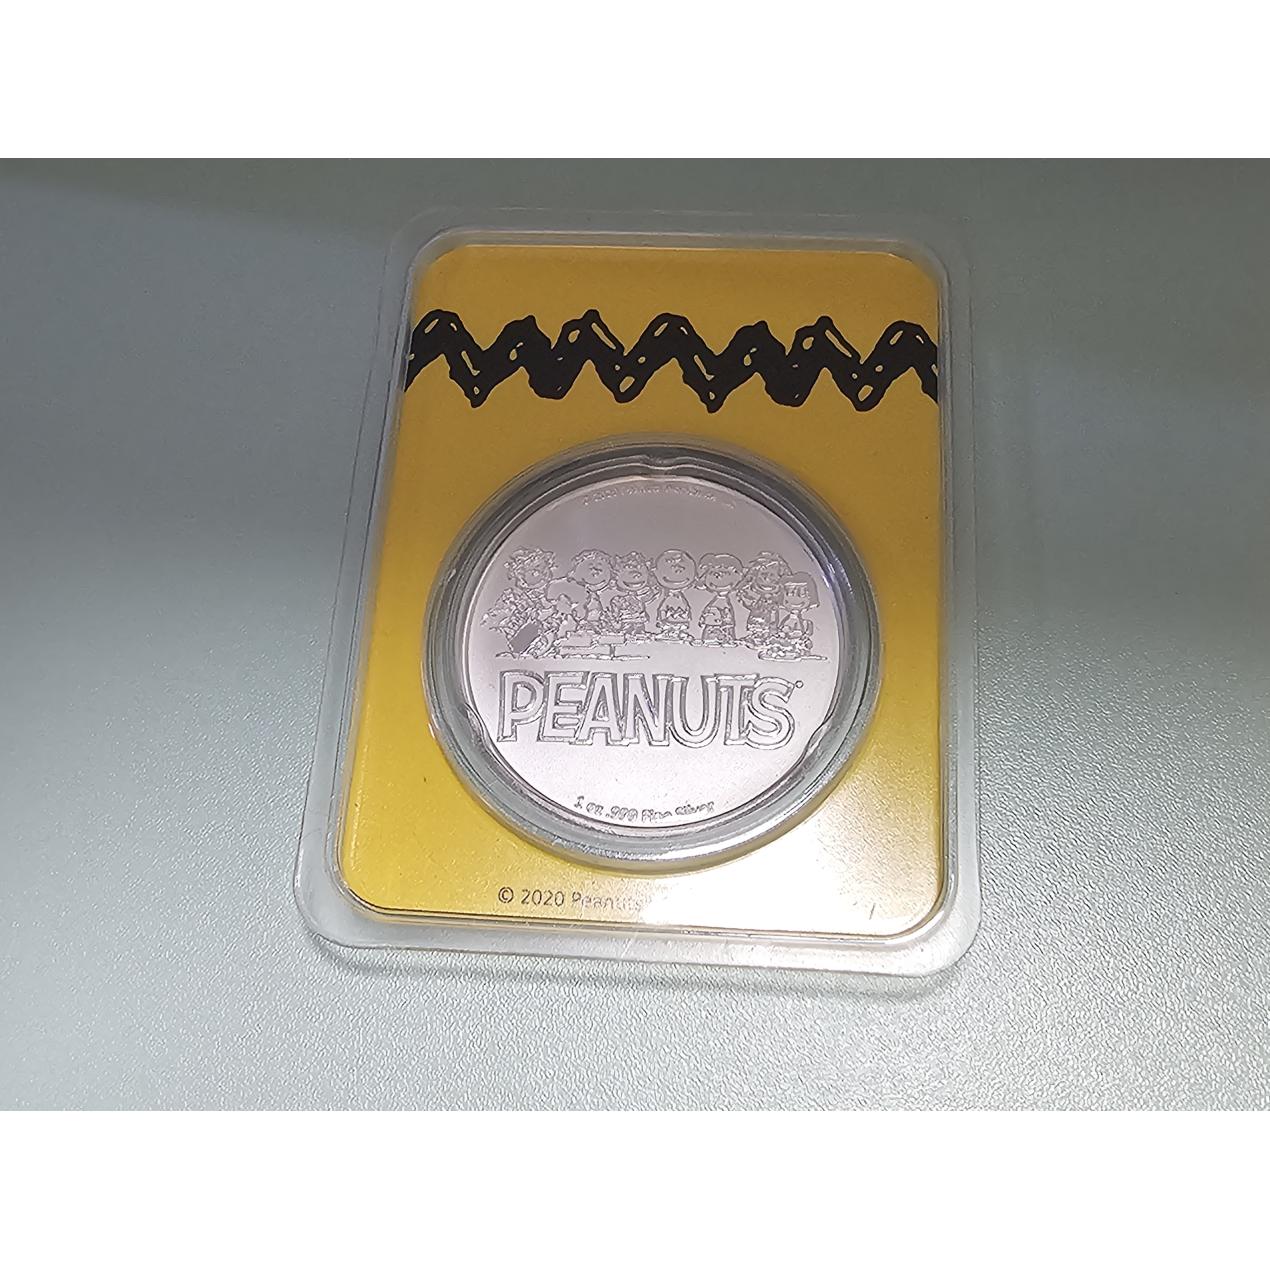 PEANUTS
1 oz .999 Fine Silver
© 2020 Peanuts